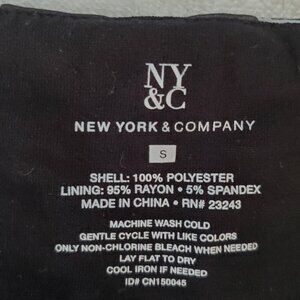 NY
&C
NEW YORK & COMPANY
S
SHELL: 100% POLYESTER
LINING: 95% RAYON • 5% SPANDEX
MADE IN CHINA • RN# 23243
MACHINE WASH COLD
GENTLE CYCLE WITH LIKE COLORS
ONLY NON-CHLORINE BLEACH WHEN NEEDED
LAY FLAT TO DRY
COOL IRON IF NEEDED
ID# CN150045